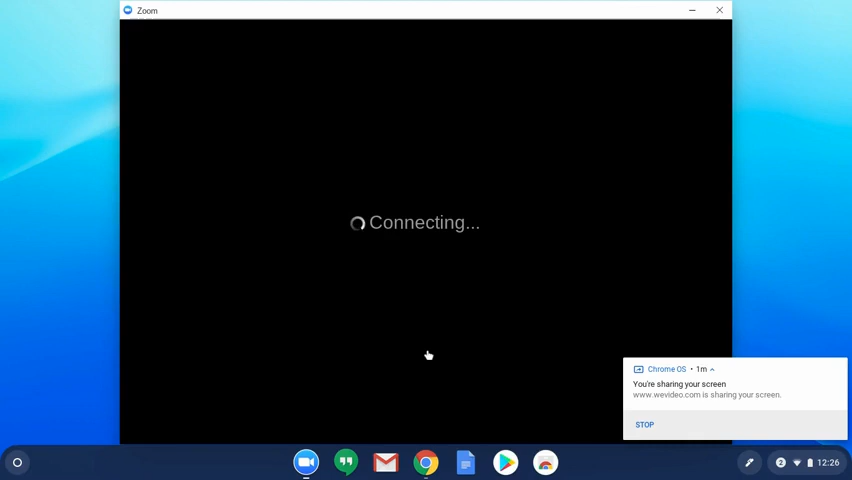 Zoom
Connecting...
Chrome OS • 1m
You're sharing your screen
www.wevideo.com is sharing your screen.
STOP
2 12:26